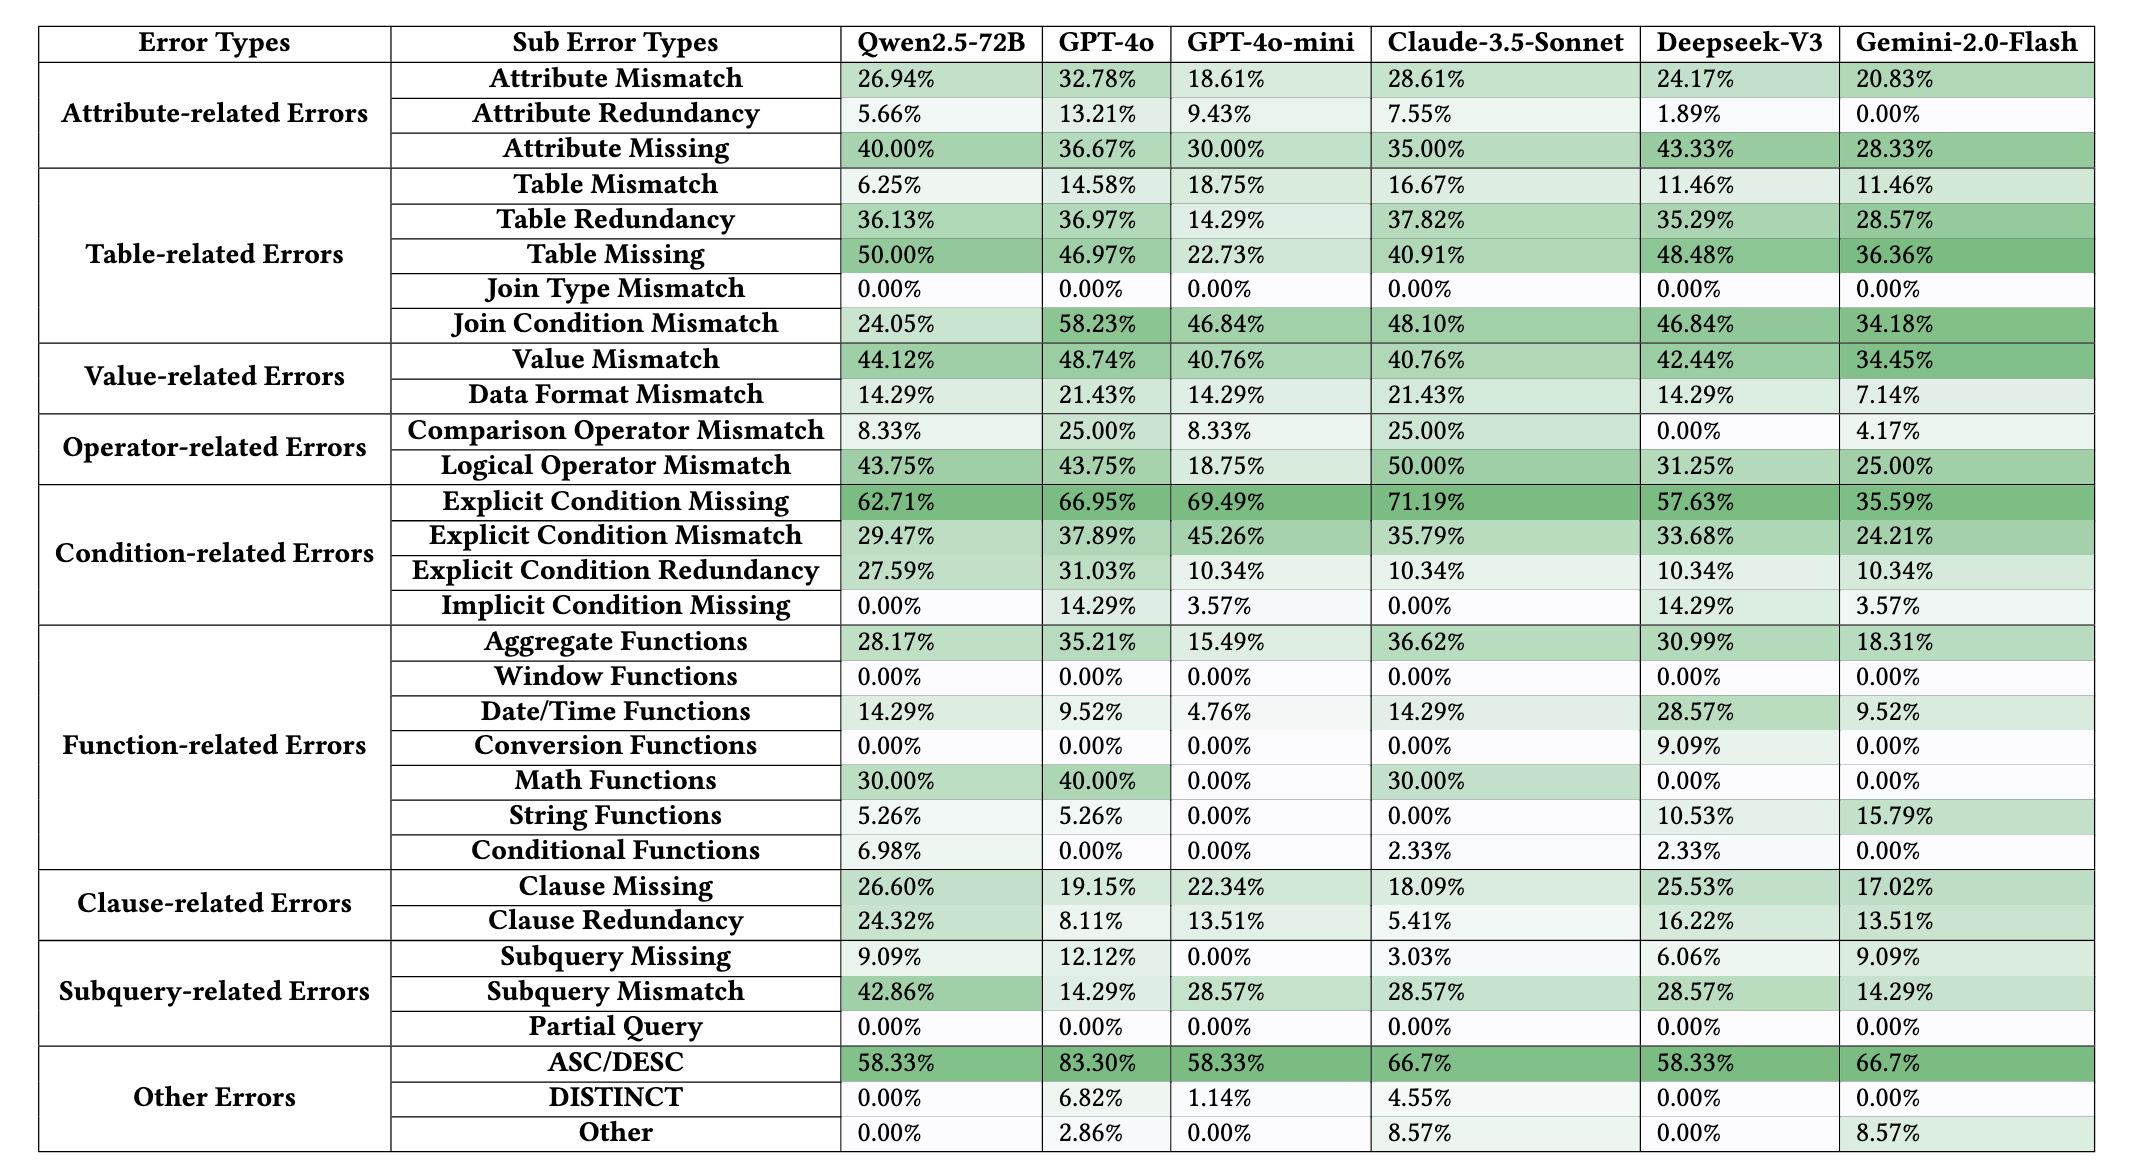 Error Types Sub Error Types Qwen2.5-72B GPT-4o GPT-4o-mini Claude-3.5-Sonnet Deepseek-V3 Gemini-2.0-Flash
Attribute-related Errors
Attribute Mismatch 26.94% 32.78% 18.61% 28.61% 24.17% 20.83%
Attribute Redundancy 5.66% 13.21% 9.43% 7.55% 1.89% 0.00%
Attribute Missing 40.00% 36.67% 30.00% 35.00% 43.33% 28.33%
Table-related Errors
Table Mismatch 6.25% 14.58% 18.75% 16.67% 11.46% 11.46%
Table Redundancy 36.13% 36.97% 14.29% 37.82% 35.29% 28.57%
Table Missing 50.00% 46.97% 22.73% 40.91% 48.48% 36.36%
Join Type Mismatch 0.00% 0.00% 0.00% 0.00% 0.00% 0.00%
Join Condition Mismatch 24.05% 58.23% 46.84% 48.10% 46.84% 34.18%
Value-related Errors
Value Mismatch 44.12% 48.74% 40.76% 40.76% 42.44% 34.45%
Data Format Mismatch 14.29% 21.43% 14.29% 21.43% 14.29% 7.14%
Operator-related Errors
Comparison Operator Mismatch 8.33% 25.00% 8.33% 25.00% 0.00% 4.17%
Logical Operator Mismatch 43.75% 43.75% 18.75% 50.00% 31.25% 25.00%
Condition-related Errors
Explicit Condition Missing 62.71% 66.95% 69.49% 71.19% 57.63% 35.59%
Explicit Condition Mismatch 29.47% 37.89% 45.26% 35.79% 33.68% 24.21%
Explicit Condition Redundancy 27.59% 31.03% 10.34% 10.34% 10.34% 10.34%
Implicit Condition Missing 0.00% 14.29% 3.57% 0.00% 14.29% 3.57%
Function-related Errors
Aggregate Functions 28.17% 35.21% 15.49% 36.62% 30.99% 18.31%
Window Functions 0.00% 0.00% 0.00% 0.00% 0.00% 0.00%
Date/Time Functions 14.29% 9.52% 4.76% 14.29% 28.57% 9.52%
Conversion Functions 0.00% 0.00% 0.00% 0.00% 9.09% 0.00%
Math Functions 30.00% 40.00% 0.00% 30.00% 0.00% 0.00%
String Functions 5.26% 5.26% 0.00% 0.00% 10.53% 15.79%
Conditional Functions 6.98% 0.00% 0.00% 2.33% 2.33% 0.00%
Clause-related Errors
Clause Missing 26.60% 19.15% 22.34% 18.09% 25.53% 17.02%
Clause Redundancy 24.32% 8.11% 13.51% 5.41% 16.22% 13.51%
Subquery-related Errors
Subquery Missing 9.09% 12.12% 0.00% 3.03% 6.06% 9.09%
Subquery Mismatch 42.86% 14.29% 28.57% 28.57% 28.57% 14.29%
Partial Query 0.00% 0.00% 0.00% 0.00% 0.00% 0.00%
Other Errors
ASC/DESC 58.33% 83.30% 58.33% 66.7% 58.33% 66.7%
DISTINCT 0.00% 6.82% 1.14% 4.55% 0.00% 0.00%
Other 0.00% 2.86% 0.00% 8.57% 0.00% 8.57%